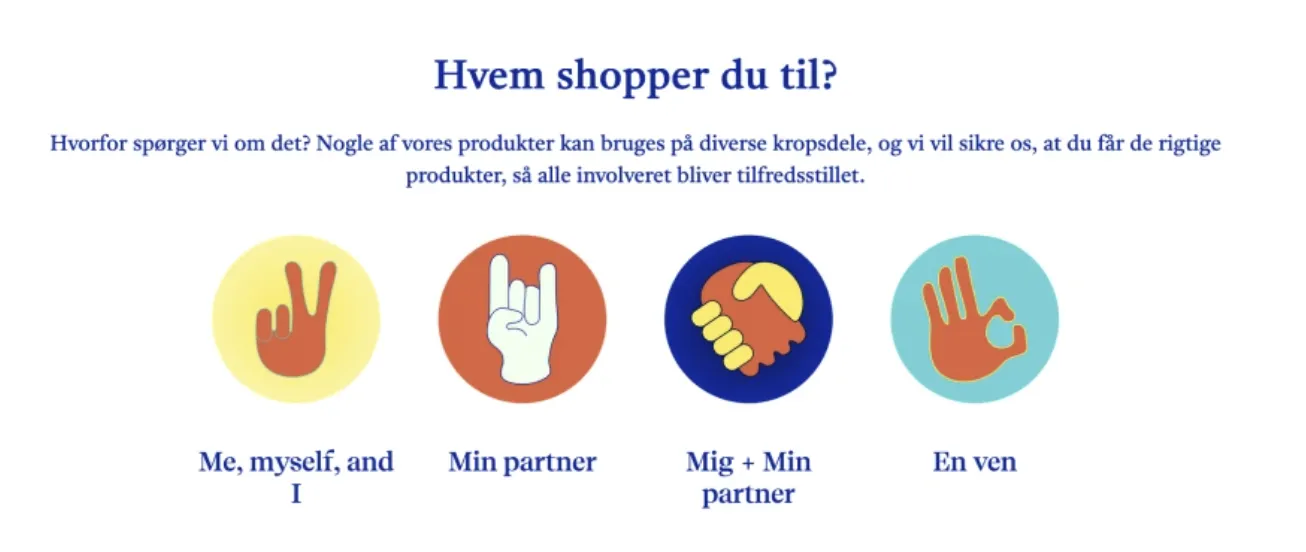 Hvem shopper du til?
Hvorfor spørger vi om det? Nogle af vores produkter kan bruges på diverse kropsdele, og vi vil sikre os, at du får de rigtige
produkter, så alle involveret bliver tilfredsstillet.
Me, myself, and
I
Min partner
Mig + Min
partner
En ven